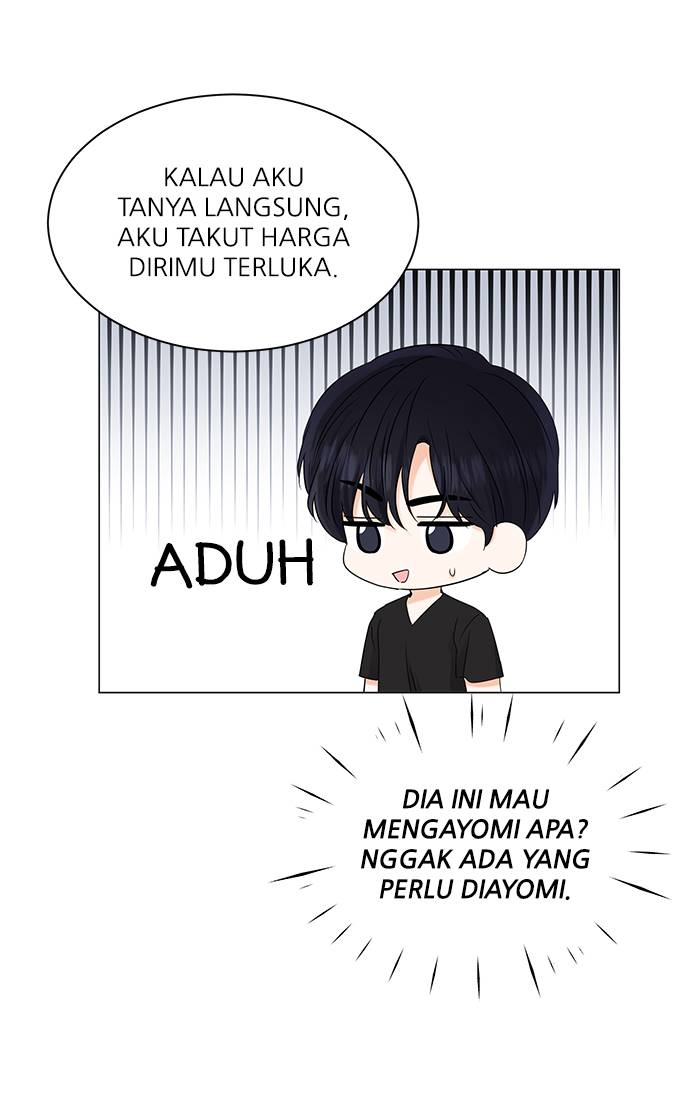 KALAU AKU
TANYA LANGSUNG,
AKU TAKUT HARGA
DIRIMU TERLUKA.
ADUH
DIA INI MAU
MENGAYOMI APA?
NGGAK ADA YANG
PERLU DIAYOMI.